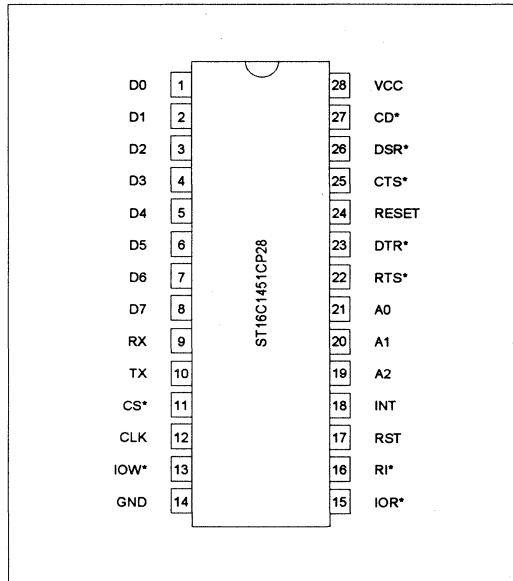 D0 1 28 VCC
D1 2 27 CD*
D2 3 26 DSR*
D3 4 25 CTS*
D4 5 24 RESET
D5 6 23 DTR*
D6 7 22 RTS*
D7 8 21 A0
RX 9 20 A1
TX 10 19 A2
CS* 11 18 INT
CLK 12 17 RST
IOW* 13 16 RI*
GND 14 15 IOR*
ST16C1451CP28